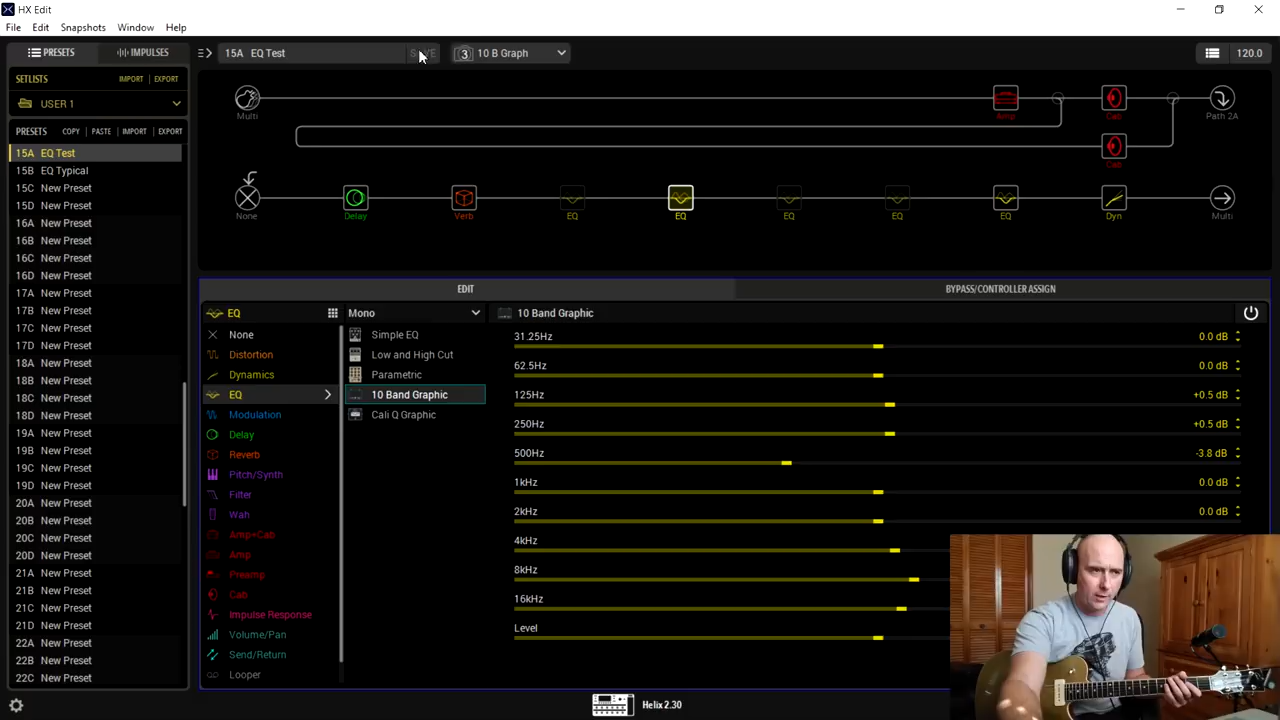 HX Edit
File Edit Snapshots Window Help
PRESETS IMPULSES
15A EQ Test SAVE 3 10 B Graph 120.0
SETLISTS IMPORT EXPORT
USER 1
PRESETS COPY PASTE IMPORT EXPORT
15A EQ Test
15B EQ Typical
15C New Preset
15D New Preset
16A New Preset
16B New Preset
16C New Preset
16D New Preset
17A New Preset
17B New Preset
17C New Preset
17D New Preset
18A New Preset
18B New Preset
18C New Preset
18D New Preset
19A New Preset
19B New Preset
19C New Preset
19D New Preset
20A New Preset
20B New Preset
20C New Preset
20D New Preset
21A New Preset
21B New Preset
21C New Preset
21D New Preset
22A New Preset
22B New Preset
22C New Preset
Multi Amp Cab Path 2A
Cab
None Delay Verb EQ EQ EQ EQ EQ Dyn Multi
EDIT BYPASS/CONTROLLER ASSIGN
EQ Mono 10 Band Graphic
None
Distortion
Dynamics
EQ
Modulation
Delay
Reverb
Pitch/Synth
Filter
Wah
Amp+Cab
Amp
Preamp
Cab
Impulse Response
Volume/Pan
Send/Return
Looper
Simple EQ
Low and High Cut
Parametric
10 Band Graphic
Cali Q Graphic
31.25Hz 0.0 dB
62.5Hz 0.0 dB
125Hz +0.5 dB
250Hz +0.5 dB
500Hz -3.8 dB
1kHz 0.0 dB
2kHz 0.0 dB
4kHz
8kHz
16kHz
Level
Helix 2.30